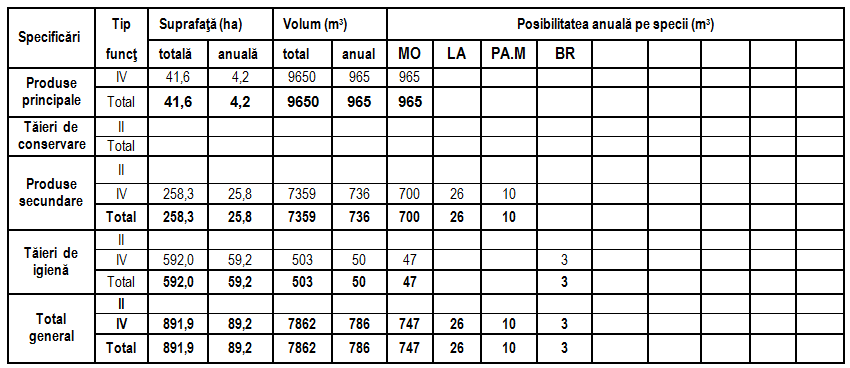 Specificări Tip funcț Suprafaţă (ha) Volum (m³) Posibilitatea anuală pe specii (m³)
totală anuală total anual MO LA PA.M BR
Produse principale IV 41,6 4,2 9650 965 965
Total 41,6 4,2 9650 965 965
Tăieri de conservare II
Total
Produse secundare II
IV 258,3 25,8 7359 736 700 26 10
Total 258,3 25,8 7359 736 700 26 10
Tăieri de igienă II
IV 592,0 59,2 503 50 47 3
Total 592,0 59,2 503 50 47 3
Total general II
IV 891,9 89,2 7862 786 747 26 10 3
Total 891,9 89,2 7862 786 747 26 10 3